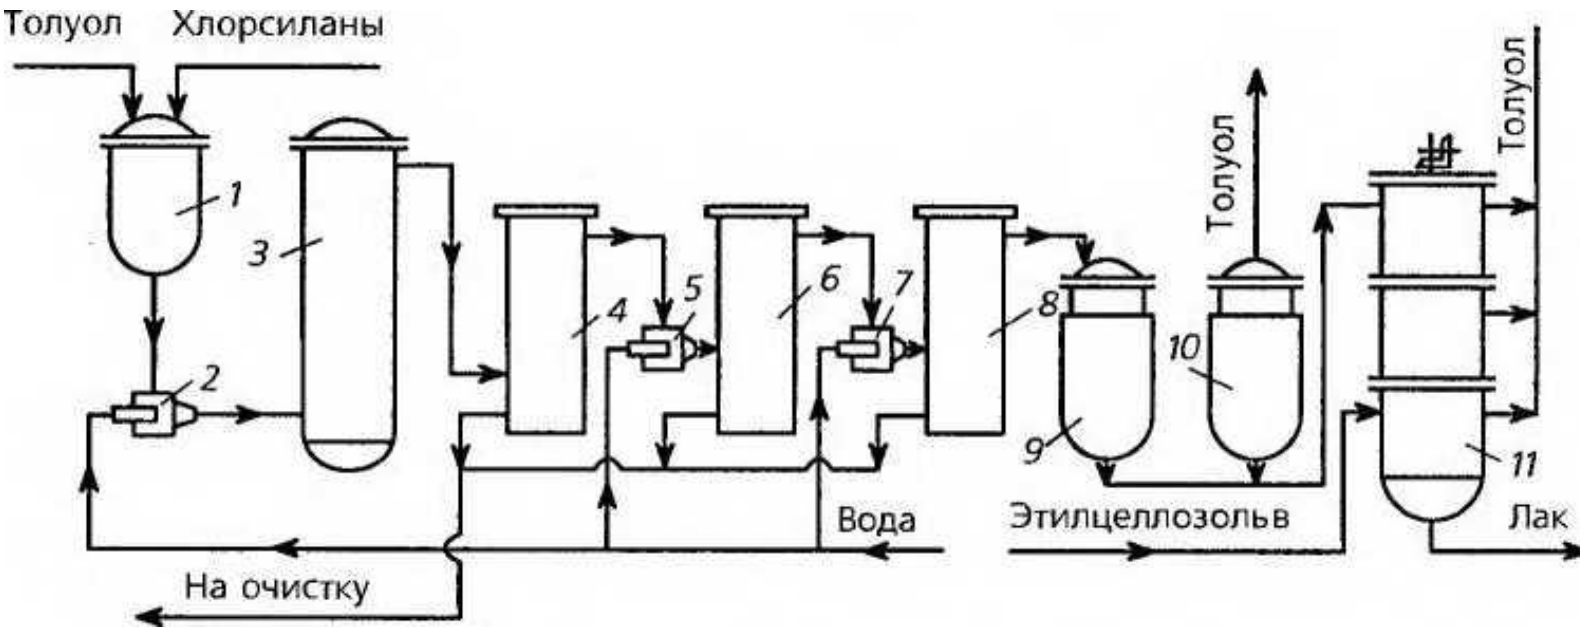 Толуол Хлорсиланы
Толуол
Толуол
1
3
2
4
5
6
7
8
9
10
11
Вода
Этилцеллозольв
Лак
На очистку